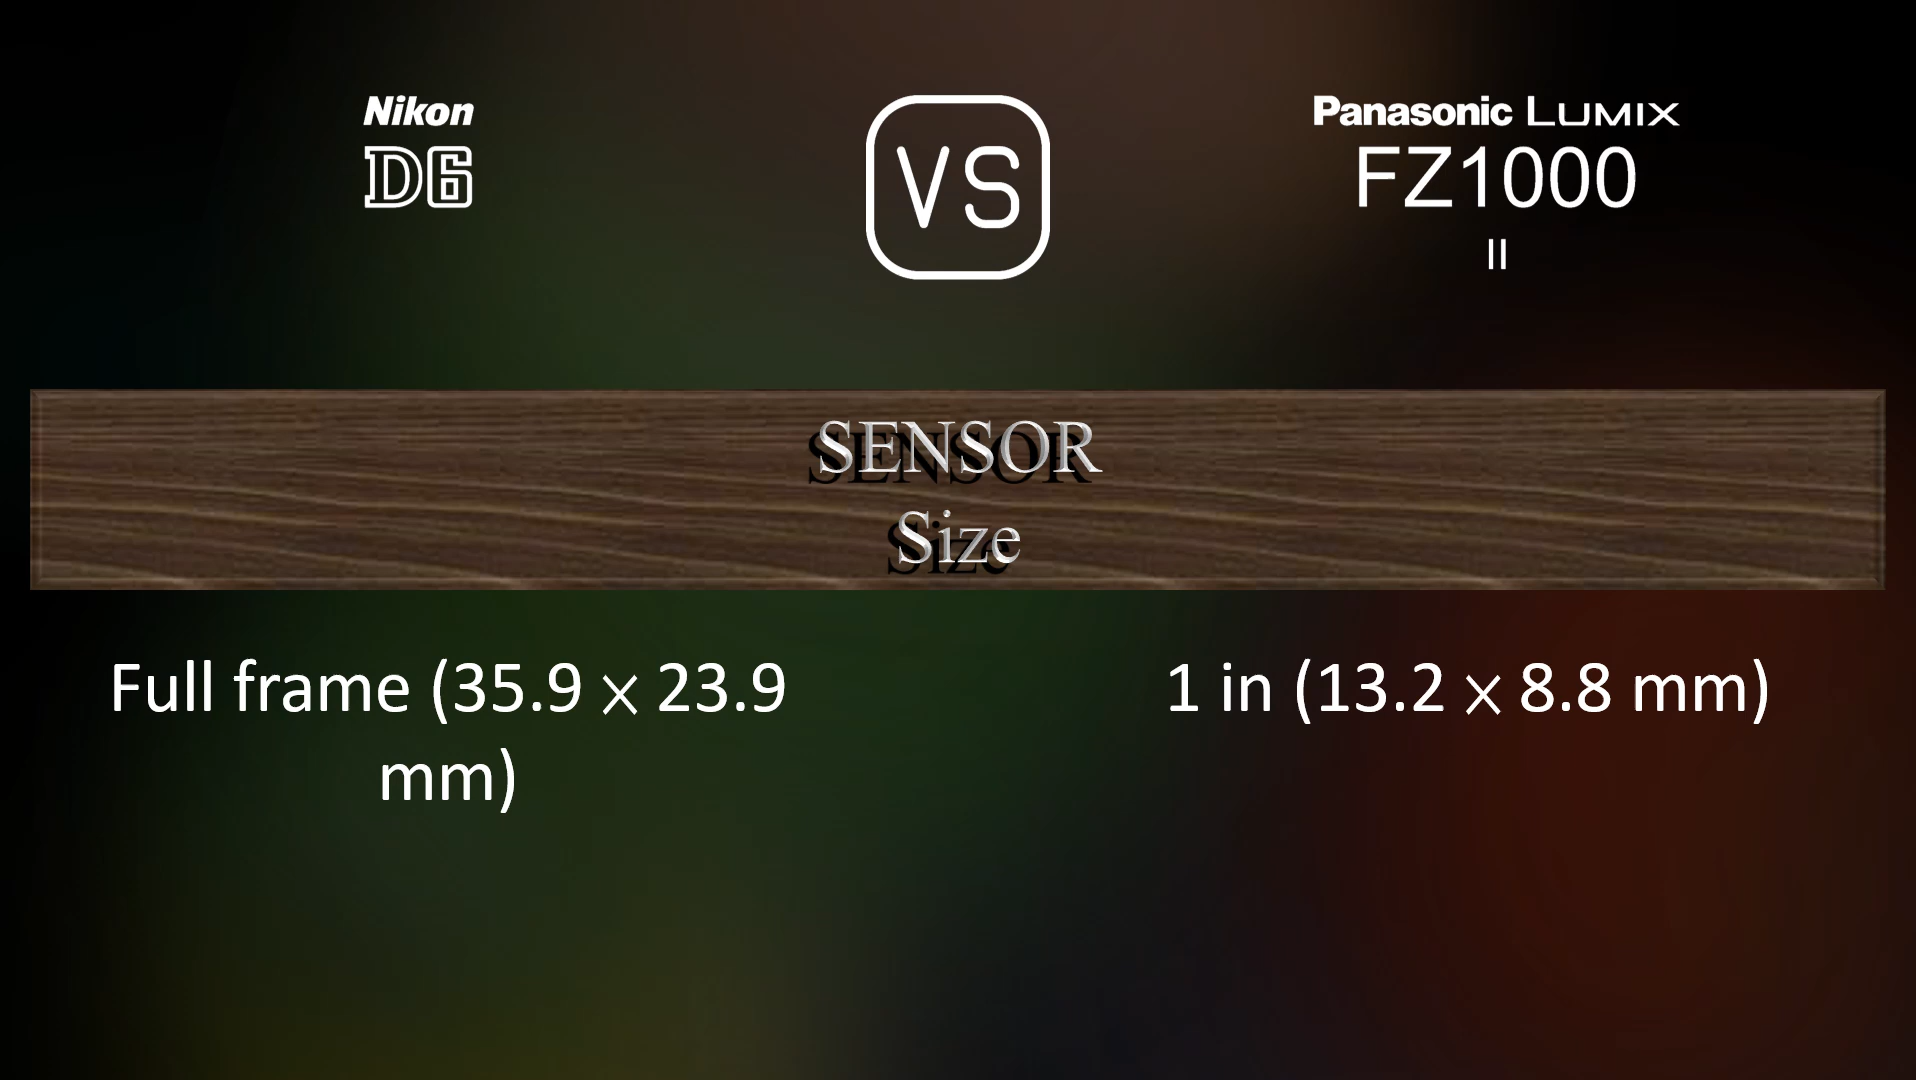 Nikon
D6
VS
Panasonic LUMIX
FZ1000
II
SENSOR
Size
Full frame (35.9 x 23.9
mm)
1 in (13.2 x 8.8 mm)